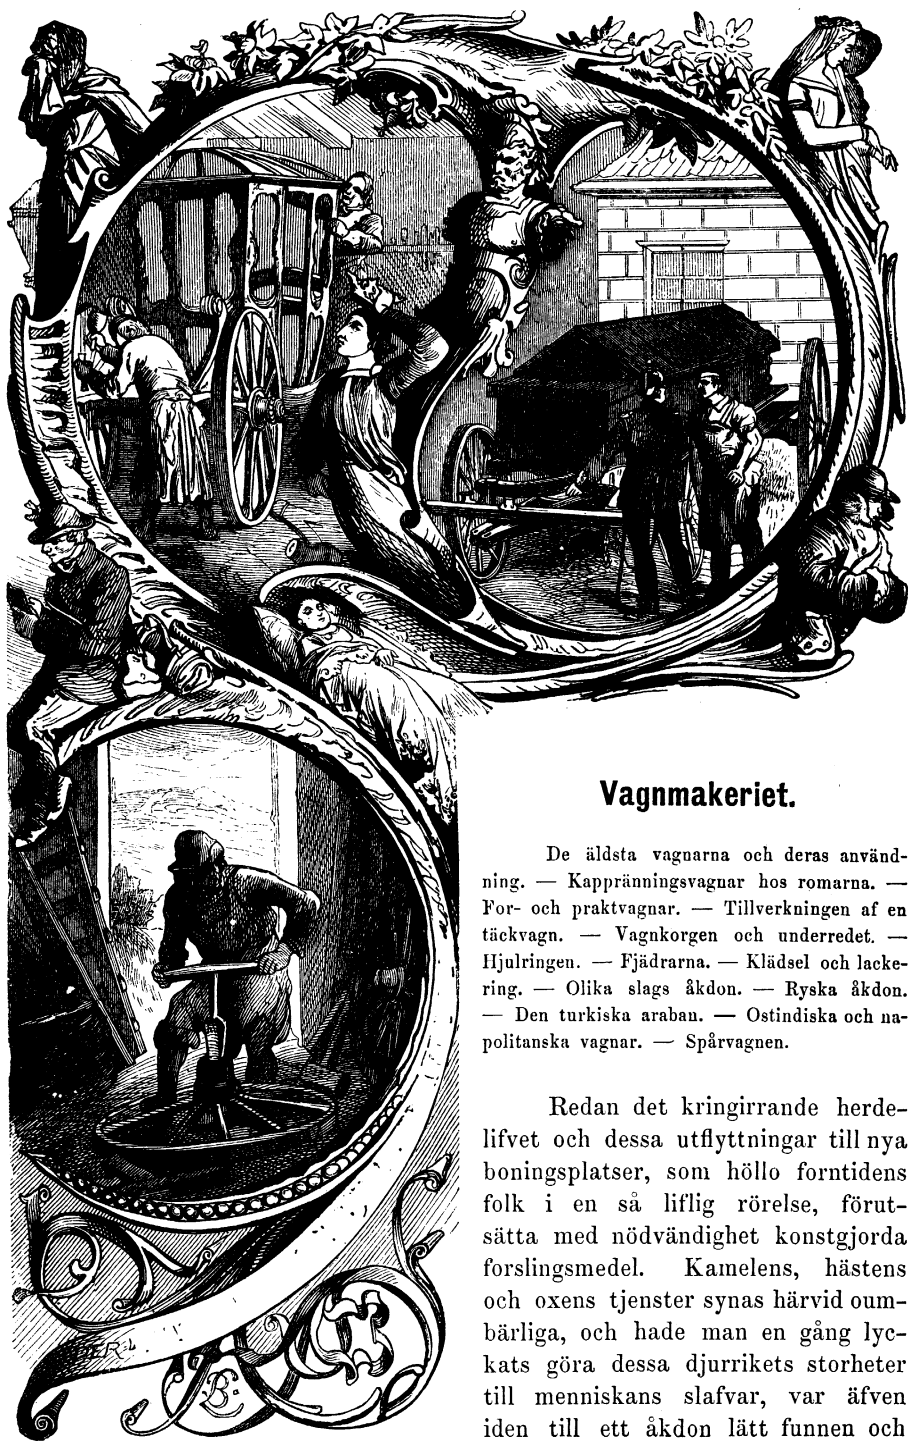 Vagnmakeriet.
De äldsta vagnarna och deras användning. — Kappränningsvagnar hos romarna. —
For- och praktvagnar. — Tillverkningen af en
täckvagn. — Vagnkorgen och underredet. —
Hjulringen. — Fjädrarna. — Klädsel och lacke-
ring. — Olika slags åkdon. — Ryska åkdon.
— Den turkiska araban. — Ostindiska och na-
politanska vagnar. — Spårvagnen.
Redan det kringirrande herde-
lifvet och dessa utflyttningar till nya
boningsplatser, som höllo forntidens
folk i en så liflig rörelse, förut-
sätta med nödvändighet konstgjorda
forslingsmedel. Kamelens, hästens
och oxens tjenster synas härvid oum-
bärliga, och hade man en gång lyc-
kats göra dessa djurrikets storheter
till menniskans slafvar, var äfven
iden till ett åkdon lätt funnen och